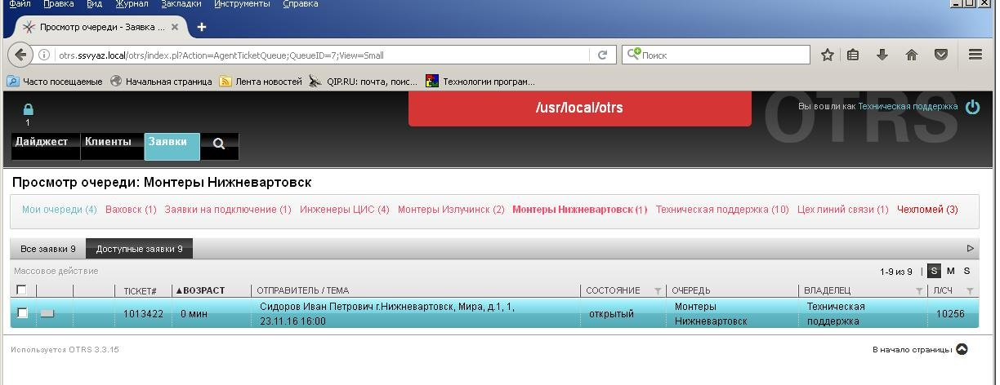 Файл Правка Вид Журнал Закладки Инструменты Справка
Просмотр очереди - Заявка ...
otrs.ssvyaz.local/otrs/index.pl?Action=AgentTicketQueue;QueueID=7;View=Small
Поиск
Часто посещаемые Начальная страница Лента новостей QIP.RU: почта, поис... Технологии програм...
1
/usr/local/otrs
Вы вошли как Техническая поддержка
OTRS
Дайджест Клиенты Заявки
Просмотр очереди: Монтеры Нижневартовск
Мои очереди (4) Ваховск (1) Заявки на подключение (1) Инженеры ЦИС (4) Монтеры Излучинск (2) Монтеры Нижневартовск (1) Техническая поддержка (10) Цех линий связи (1) Чехломей (3)
Все заявки 9 Доступные заявки 9
Массовое действие
1-9 из 9 | S M S
TICKET# ▲ВОЗРАСТ ОТПРАВИТЕЛЬ / ТЕМА СОСТОЯНИЕ ОЧЕРЕДЬ ВЛАДЕЛЕЦ Л/СЧ
1013422 0 мин Сидоров Иван Петрович г.Нижневартовск, Мира, д.1, 1,
23.11.16 16:00
открытый
Монтеры
Нижневартовск
Техническая
поддержка
10256
Используется OTRS 3.3.15
В начало страницы